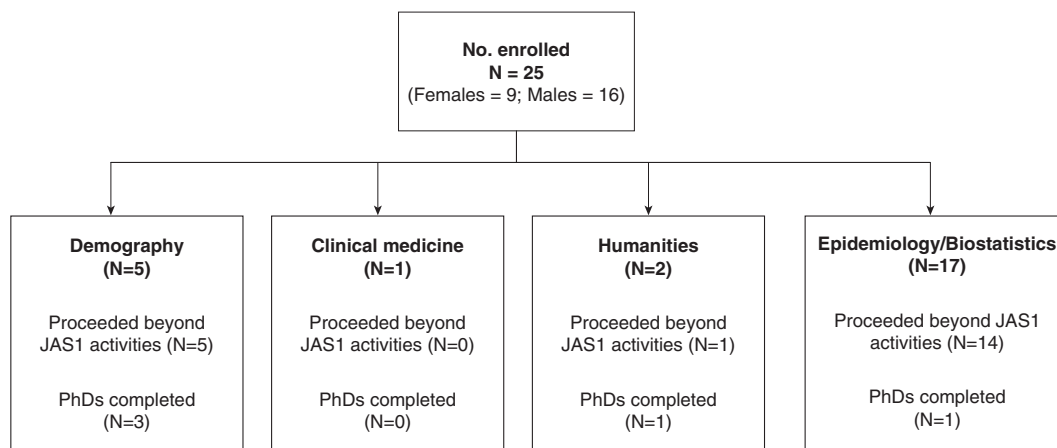 No. enrolled
N = 25
(Females = 9; Males = 16)
Demography
(N=5)
Proceeded beyond
JAS1 activities (N=5)
PhDs completed
(N=3)
Clinical medicine
(N=1)
Proceeded beyond
JAS1 activities (N=0)
PhDs completed
(N=0)
Humanities
(N=2)
Proceeded beyond
JAS1 activities (N=1)
PhDs completed
(N=1)
Epidemiology/Biostatistics
(N=17)
Proceeded beyond JAS1
activities (N=14)
PhDs completed
(N=1)